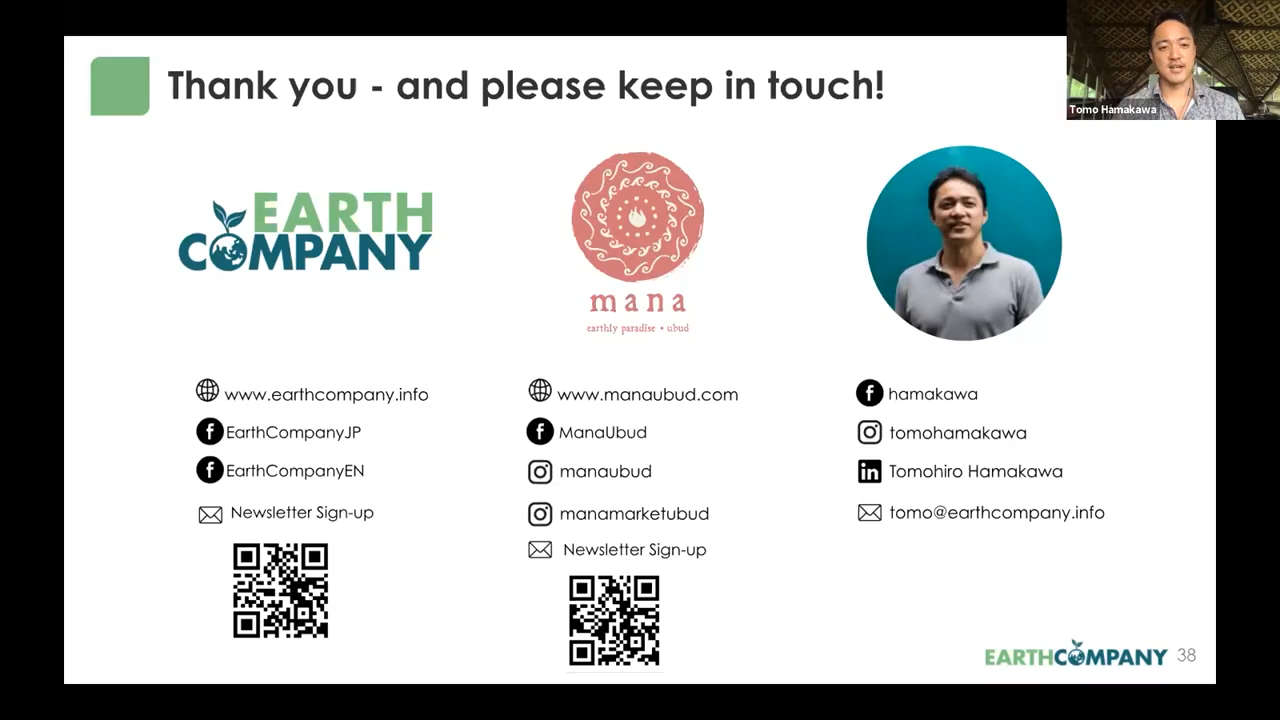 Thank you - and please keep in touch!
Tomo Hamakawa
EARTH
COMPANY
mana
earthly paradise • ubud
www.earthcompany.info
EarthCompanyJP
EarthCompanyEN
Newsletter Sign-up
www.manaubud.com
ManaUbud
manaubud
manamarketubud
Newsletter Sign-up
hamakawa
tomohamakawa
Tomohiro Hamakawa
tomo@earthcompany.info
EARTHCOMPANY 38